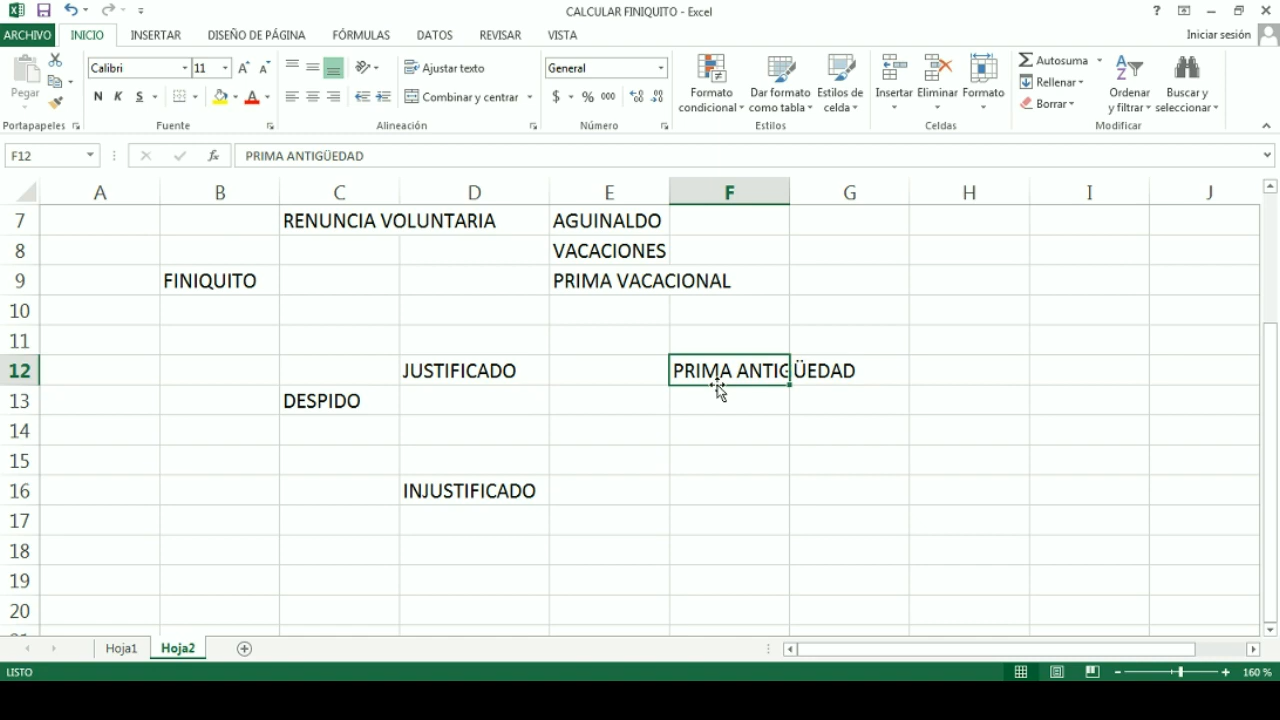 CALCULAR FINIQUITO - Excel
?
ARCHIVO INICIO INSERTAR DISEÑO DE PÁGINA FÓRMULAS DATOS REVISAR VISTA Iniciar sesión
Pegar
Calibri 11
N K S
Ajustar texto
Combinar y centrar
General
$ % 000
Formato condicional
Dar formato como tabla
Estilos de celda
Insertar Eliminar Formato
Autosuma
Rellenar
Borrar
Ordenar y filtrar
Buscar y seleccionar
Portapapeles Fuente Alineación Número Estilos Celdas Modificar
F12 fx PRIMA ANTIGÜEDAD
A B C D E F G H I J
7 RENUNCIA VOLUNTARIA AGUINALDO
8 VACACIONES
9 FINIQUITO PRIMA VACACIONAL
10
11
12 JUSTIFICADO PRIMA ANTIGÜEDAD
13 DESPIDO
14
15
16 INJUSTIFICADO
17
18
19
20
Hoja1 Hoja2
LISTO 160 %